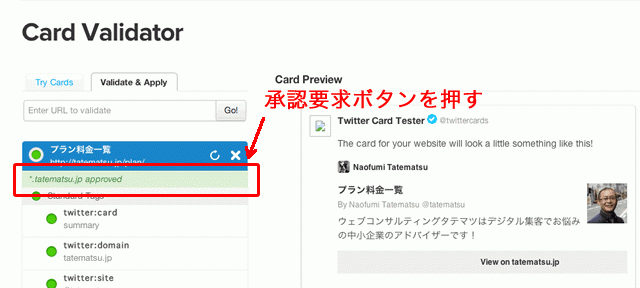 Card Validator
Try Cards
Validate & Apply
Enter URL to validate
Go!
プラン料金一覧
http://tatematsu.jp/plan/
*.tatematsu.jp approved
Standard Tags
twitter:card
summary
twitter:domain
tatematsu.jp
twitter:site
Card Preview
承認要求ボタンを押す
Twitter Card Tester @twittercards
The card for your website will look a little something like this!
Naofumi Tatematsu
プラン料金一覧
By Naofumi Tatematsu @tatematsu
ウェブコンサルティングタテマツはデジタル集客でお悩み
の中小企業のアドバイザーです！
View on tatematsu.jp